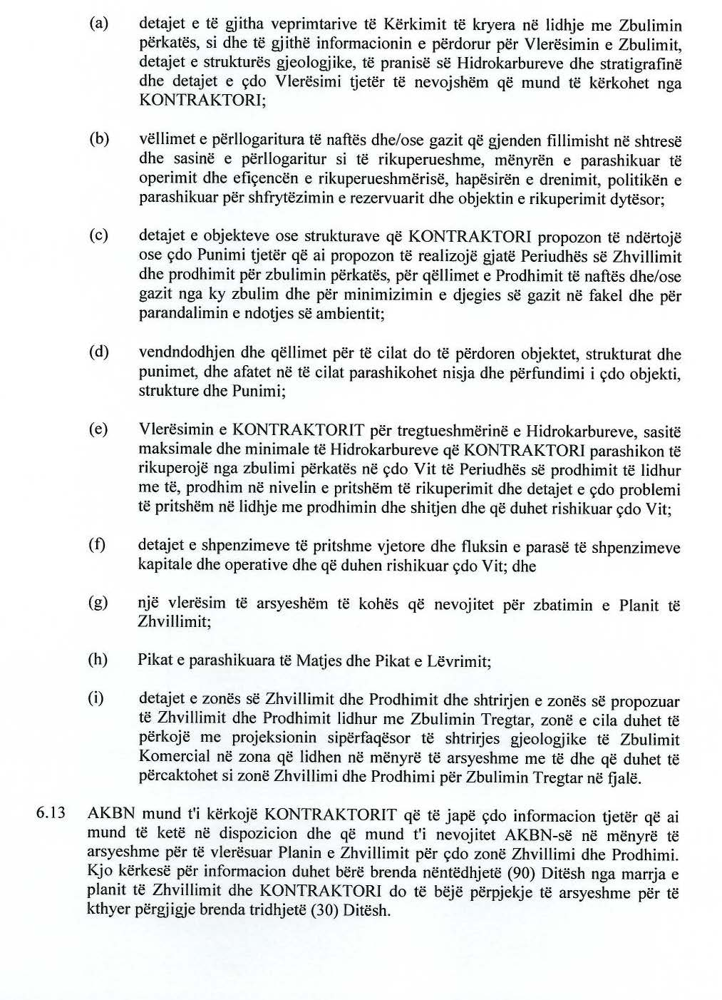 (a) detajet e të gjitha veprimtarive të Kërkimit të kryera në lidhje me Zbulimin
përkatës, si dhe të gjithë informacionin e përdorur për Vlerësimin e Zbulimit,
detajet e strukturës gjeologjike, të pranisë së Hidrokarbureve dhe stratigrafinë
dhe detajet e çdo Vlerësimi tjetër të nevojshëm që mund të kërkohet nga
KONTRAKTORI;
(b) vëllimet e përllogaritura të naftës dhe/ose gazit që gjenden fillimisht në shtresë
dhe sasinë e përllogaritur si të rikuperueshme, mënyrën e parashikuar të
operimit dhe efiçencën e rikuperueshmërisë, hapësirën e drenimit, politikën e
parashikuar për shfrytëzimin e rezervuarit dhe objektin e rikuperimit dytësor;
(c) detajet e objekteve ose strukturave që KONTRAKTORI propozon të ndërtojë
ose çdo Punimi tjetër që ai propozon të realizojë gjatë Periudhës së Zhvillimit
dhe prodhimit për zbulimin përkatës, për qëllimet e Prodhimit të naftës dhe/ose
gazit nga ky zbulim dhe për minimizimin e djegies së gazit në fakel dhe për
parandalimin e ndotjes së ambientit;
(d) vendndodhjen dhe qëllimet për të cilat do të përdoren objektet, strukturat dhe
punimet, dhe afatet në të cilat parashikohet nisja dhe përfundimi i çdo objekti,
strukture dhe Punimi;
(e) Vlerësimin e KONTRAKTORIT për tregtueshmërinë e Hidrokarbureve, sasitë
maksimale dhe minimale të Hidrokarbureve që KONTRAKTORI parashikon të
rikuperojë nga zbulimi përkatës në çdo Vit të Periudhës së prodhimit të lidhur
me të, prodhim në nivelin e pritshëm të rikuperimit dhe detajet e çdo problemi
të pritshëm në lidhje me prodhimin dhe shitjen dhe që duhet rishikuar çdo Vit;
(f) detajet e shpenzimeve të pritshme vjetore dhe fluksin e parasë të shpenzimeve
kapitale dhe operative dhe që duhen rishikuar çdo Vit; dhe
(g) një vlerësim të arsyeshëm të kohës që nevojitet për zbatimin e Planit të
Zhvillimit;
(h) Pikat e parashikuara të Matjes dhe Pikat e Lëvrimit;
(i) detajet e zonës së Zhvillimit dhe Prodhimit dhe shtrirjen e zonës së propozuar
të Zhvillimit dhe Prodhimit lidhur me Zbulimin Tregtar, zonë e cila duhet të
përkojë me projeksionin sipërfaqësor të shtrirjes gjeologjike të Zbulimit
Komercial në zona që lidhen në mënyrë të arsyeshme me të dhe që duhet të
përcaktohet si zonë Zhvillimi dhe Prodhimi për Zbulimin Tregtar në fjalë.
6.13 AKBN mund t'i kërkojë KONTRAKTORIT që të japë çdo informacion tjetër që ai
mund të ketë në dispozicion dhe që mund t'i nevojitet AKBN-së në mënyrë të
arsyeshme për të vlerësuar Planin e Zhvillimit për çdo zonë Zhvillimi dhe Prodhimi.
Kjo kërkesë për informacion duhet bërë brenda nëntëdhjetë (90) Ditësh nga marrja e
planit të Zhvillimit dhe KONTRAKTORI do të bëjë përpjekje të arsyeshme për të
kthyer përgjigje brenda tridhjetë (30) Ditësh.